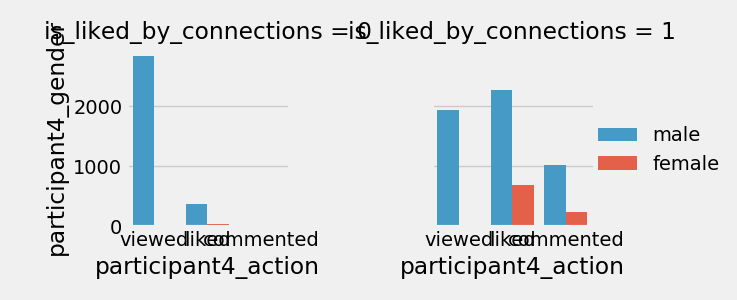 is_liked_by_connections = 0
is_liked_by_connections = 1
participant4_gender
2000
1000
0
viewed
liked
commented
viewed
liked
commented
participant4_action
participant4_action
male
female